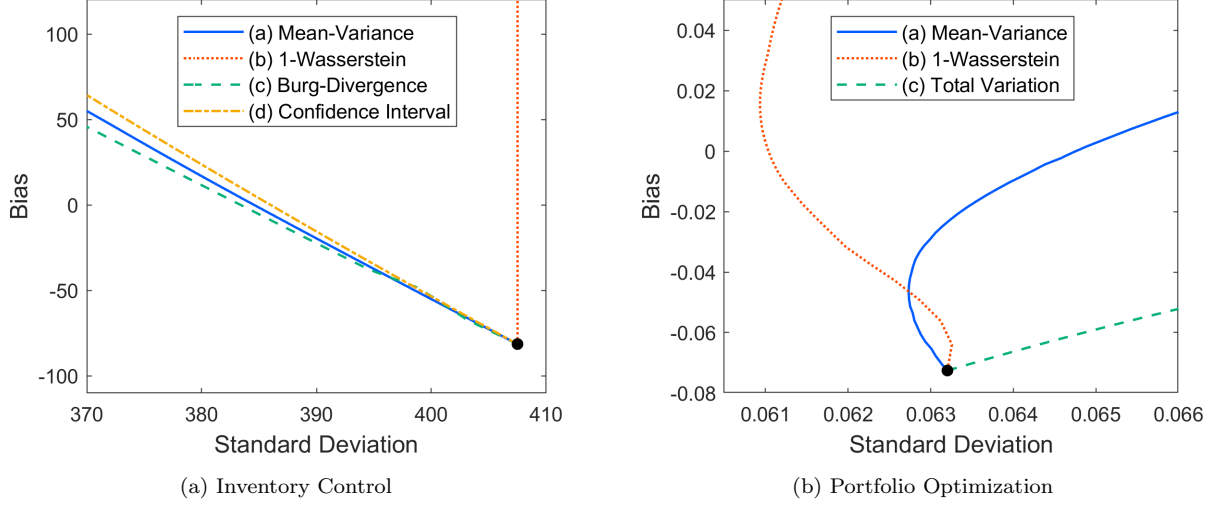 100
50
0
-50
-100
Bias
(a) Mean-Variance
(b) 1-Wasserstein
(c) Burg-Divergence
(d) Confidence Interval
370
380
390
400
410
Standard Deviation
(a) Inventory Control
0.04
0.02
0
-0.02
-0.04
-0.06
-0.08
Bias
(a) Mean-Variance
(b) 1-Wasserstein
(c) Total Variation
0.061
0.062
0.063
0.064
0.065
0.066
Standard Deviation
(b) Portfolio Optimization